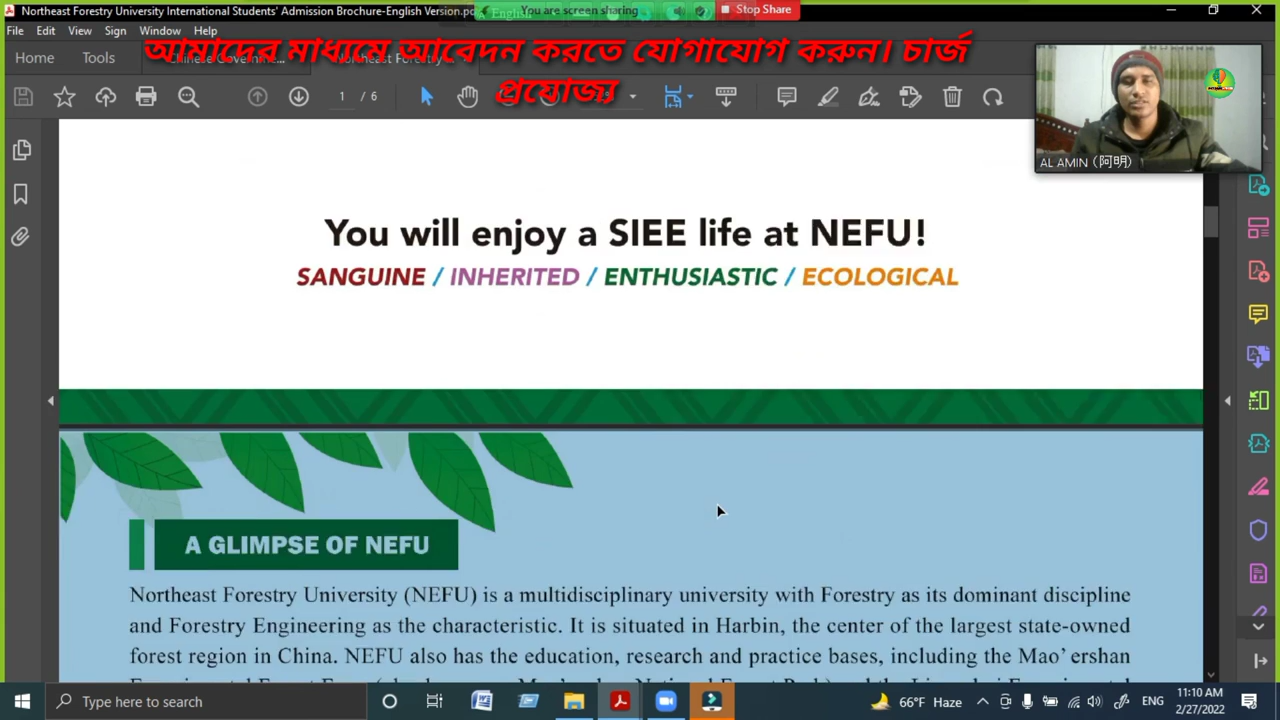 Northeast Forestry University International Students' Admission Brochure-English Version.pd
You are screen sharing
Stop Share
File Edit View Sign Window Help
আমাদের মাধ্যমে আবেদন করতে যোগাযোগ করুন। চার্জ
প্রযোজ্য
Home Tools
1 / 6
AL AMIN (阿明)
You will enjoy a SIEE life at NEFU!
SANGUINE / INHERITED / ENTHUSIASTIC / ECOLOGICAL
A GLIMPSE OF NEFU
Northeast Forestry University (NEFU) is a multidisciplinary university with Forestry as its dominant discipline
and Forestry Engineering as the characteristic. It is situated in Harbin, the center of the largest state-owned
forest region in China. NEFU also has the education, research and practice bases, including the Mao' ershan
Type here to search
66°F Haze
ENG
11:10 AM
2/27/2022